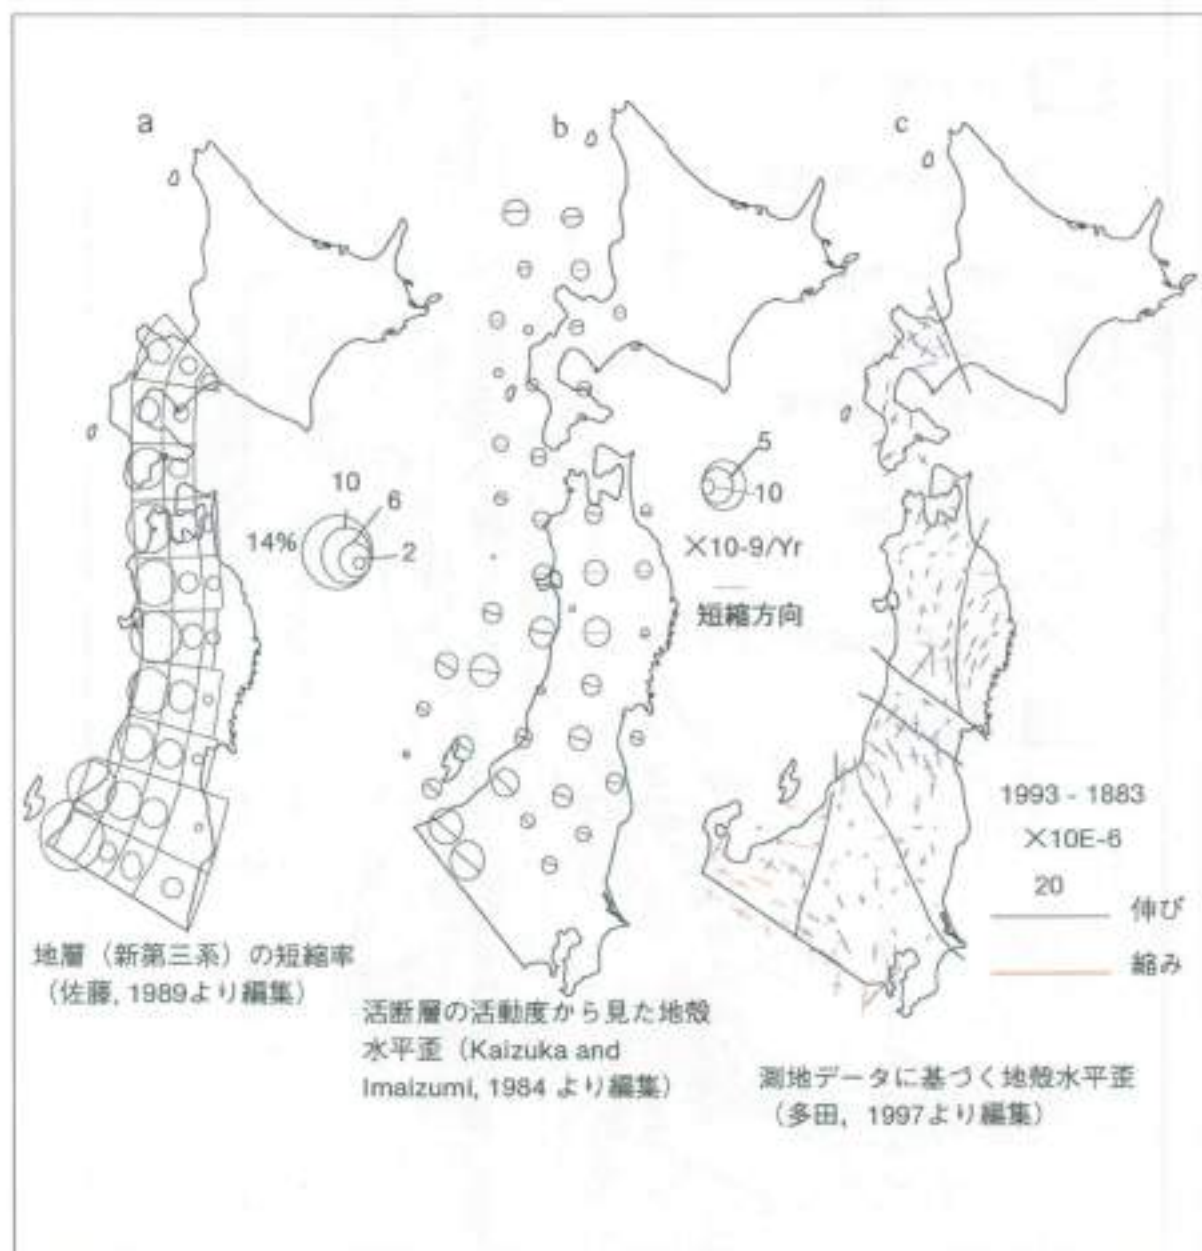 a
b
c
10
6
14%
2
5
10
×10-9/Yr
短縮方向
1993 - 1883
×10E-6
20
伸び
縮み
地層（新第三系）の短縮率
（佐藤, 1989より編集）
活断層の活動度から見た地殻
水平歪（Kaizuka and
Imaizumi, 1984 より編集）
測地データに基づく地殻水平歪
（多田, 1997より編集）